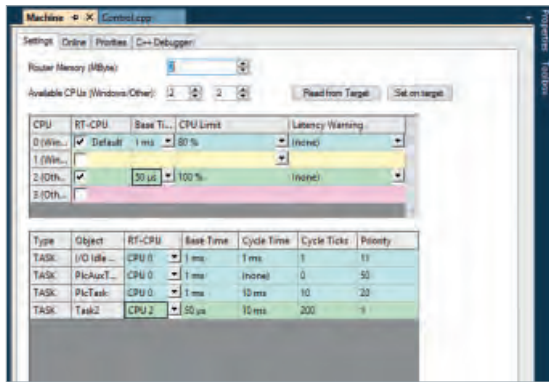 Machine Control.cpp
Settings Online Priorities C++ Debugger
Router Memory (MByte):
Available CPUs (Windows/Other): 2 2 Read from Target Set on target
CPU RT-CPU Base Ti... CPU Limit Latency Warning
0 (Win... Default 1 ms 80 % (none)
1 (Win...
2 (Oth... 50 µs 100 % (none)
3 (Oth...
Type Object RT-CPU Base Time Cycle Time Cycle Ticks Priority
TASK I/O Idle ... CPU 0 1 ms 1 ms 1 11
TASK PlcAuxT... CPU 0 1 ms (none) 0 50
TASK PlcTask CPU 0 1 ms 10 ms 10 20
TASK Task2 CPU 2 50 µs 10 ms 200
Properties Toolbox